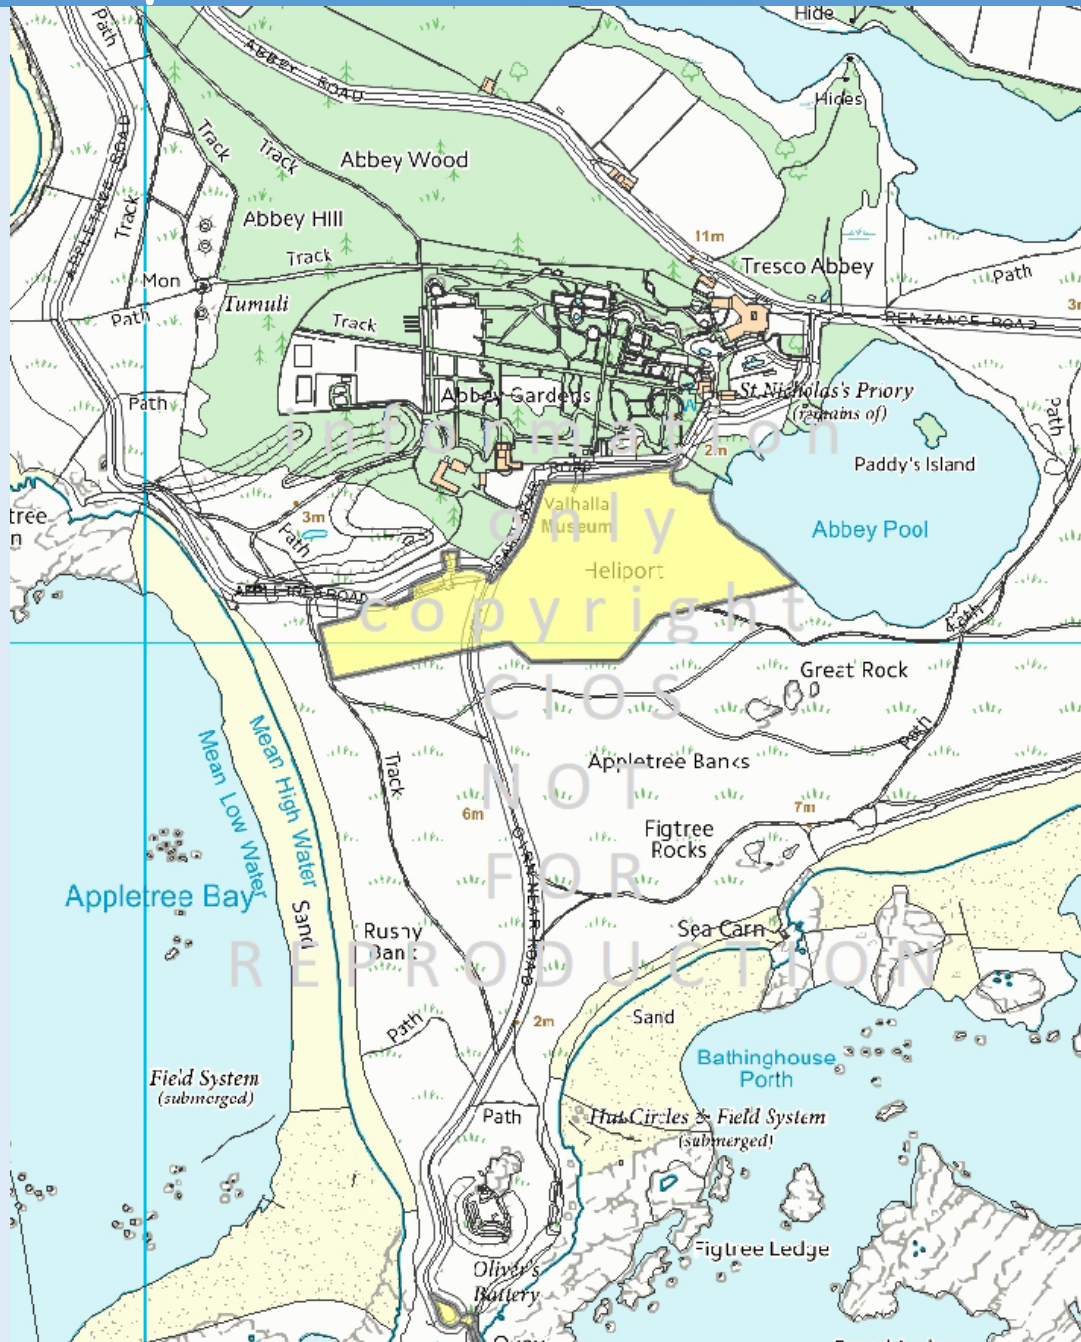 Hide
Path
ABBEY ROAD
Hides
Track
Track
Abbey Wood
APPLETREE ROAD
Track
Abbey Hill
11m
Tresco Abbey
Track
Path
Mon
Tumuli
3m
Path
PENZANCE ROAD
Track
Abbey Gardens
St Nicholas's Priory
(remains of)
Path
Path
information
2m
Paddy's Island
ROAD
Valhalla
Museum
only
3m
Abbey Pool
Path
Heliport
APPLETREE ROAD
copyright
Path
Great Rock
CIOS
Mean High Water
Mean Low Water
Path
Track
Appletree Banks
NOT
6m
7m
Figtree
Rocks
FOR
CARN NEAR ROAD
Appletree Bay
Sand
Rushy
Bank
Sea Carn
REPRODUCTION
Sand
2m
Path
Bathinghouse
Porth
Field System
(submerged)
Path
Hut Circles & Field System
(submerged)
Figtree Ledge
Oliver's
Battery